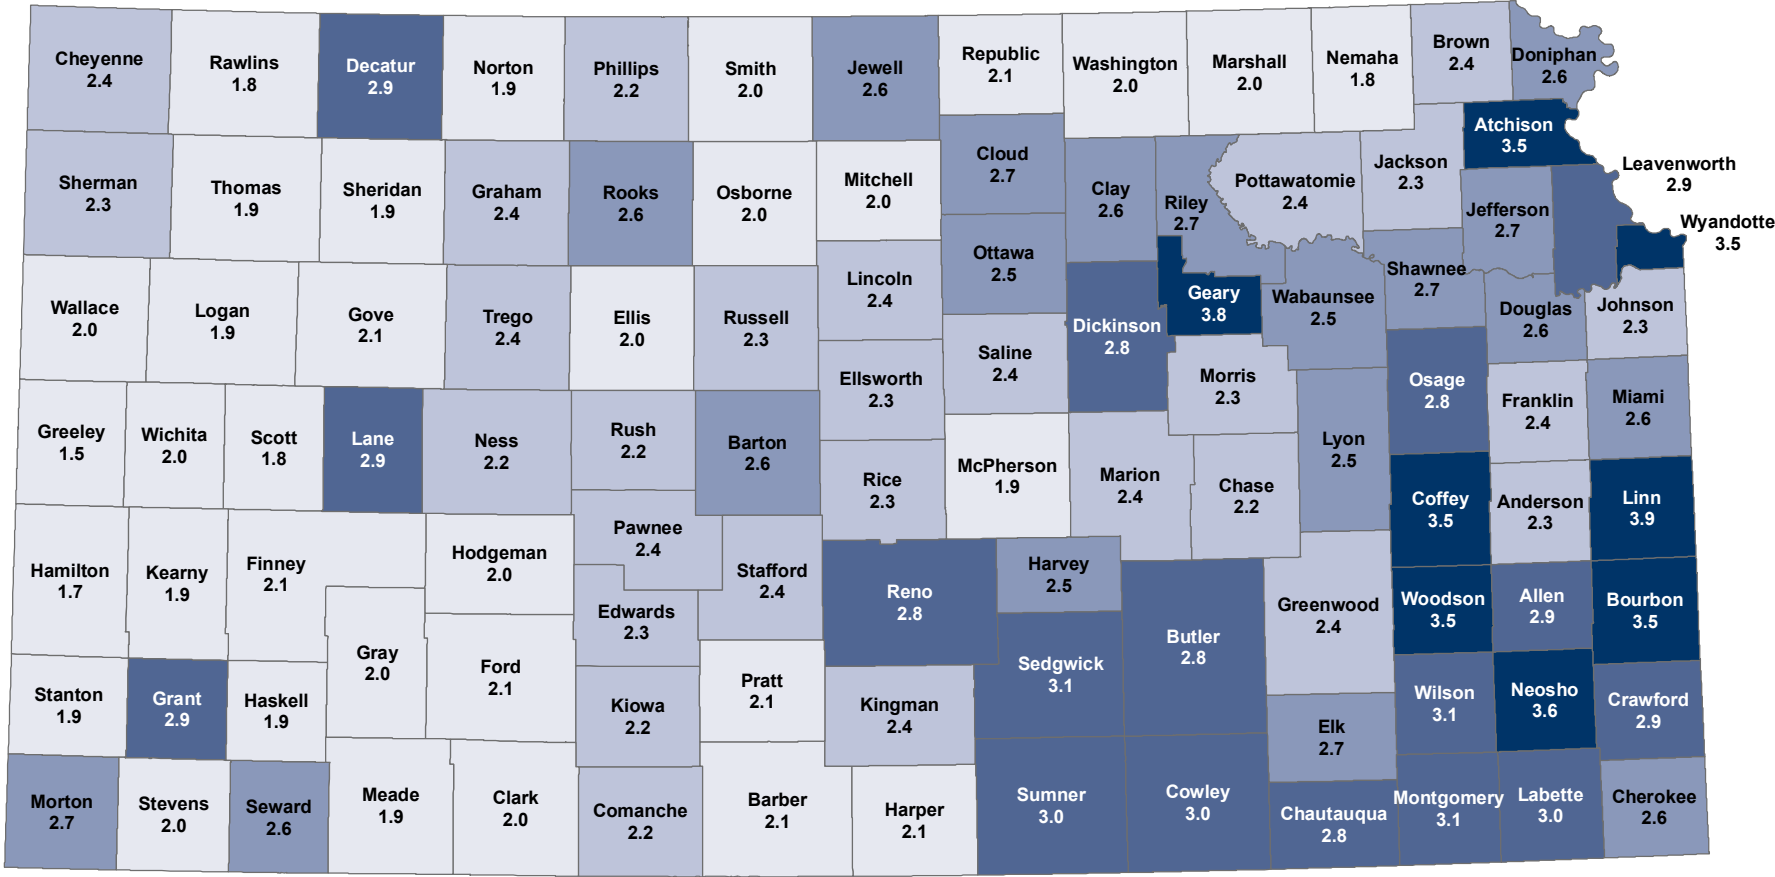 Cheyenne
2.4
Rawlins
1.8
Decatur
2.9
Norton
1.9
Phillips
2.2
Smith
2.0
Jewell
2.6
Republic
2.1
Washington
2.0
Marshall
2.0
Nemaha
1.8
Brown
2.4
Doniphan
2.6
Atchison
3.5
Sherman
2.3
Thomas
1.9
Sheridan
1.9
Graham
2.4
Rooks
2.6
Osborne
2.0
Mitchell
2.0
Cloud
2.7
Clay
2.6
Riley
2.7
Pottawatomie
2.4
Jackson
2.3
Jefferson
2.7
Leavenworth
2.9
Wyandotte
3.5
Wallace
2.0
Logan
1.9
Gove
2.1
Trego
2.4
Ellis
2.0
Russell
2.3
Lincoln
2.4
Ottawa
2.5
Dickinson
2.8
Geary
3.8
Wabaunsee
2.5
Shawnee
2.7
Douglas
2.6
Johnson
2.3
Ellsworth
2.3
Saline
2.4
Morris
2.3
Osage
2.8
Franklin
2.4
Miami
2.6
Greeley
1.5
Wichita
2.0
Scott
1.8
Lane
2.9
Ness
2.2
Rush
2.2
Barton
2.6
Rice
2.3
McPherson
1.9
Marion
2.4
Chase
2.2
Lyon
2.5
Coffey
3.5
Anderson
2.3
Linn
3.9
Hamilton
1.7
Kearny
1.9
Finney
2.1
Hodgeman
2.0
Pawnee
2.4
Stafford
2.4
Reno
2.8
Harvey
2.5
Butler
2.8
Greenwood
2.4
Woodson
3.5
Allen
2.9
Bourbon
3.5
Edwards
2.3
Gray
2.0
Ford
2.1
Sedgwick
3.1
Stanton
1.9
Grant
2.9
Haskell
1.9
Kiowa
2.2
Pratt
2.1
Kingman
2.4
Elk
2.7
Wilson
3.1
Neosho
3.6
Crawford
2.9
Morton
2.7
Stevens
2.0
Seward
2.6
Meade
1.9
Clark
2.0
Comanche
2.2
Barber
2.1
Harper
2.1
Sumner
3.0
Cowley
3.0
Chautauqua
2.8
Montgomery
3.1
Labette
3.0
Cherokee
2.6